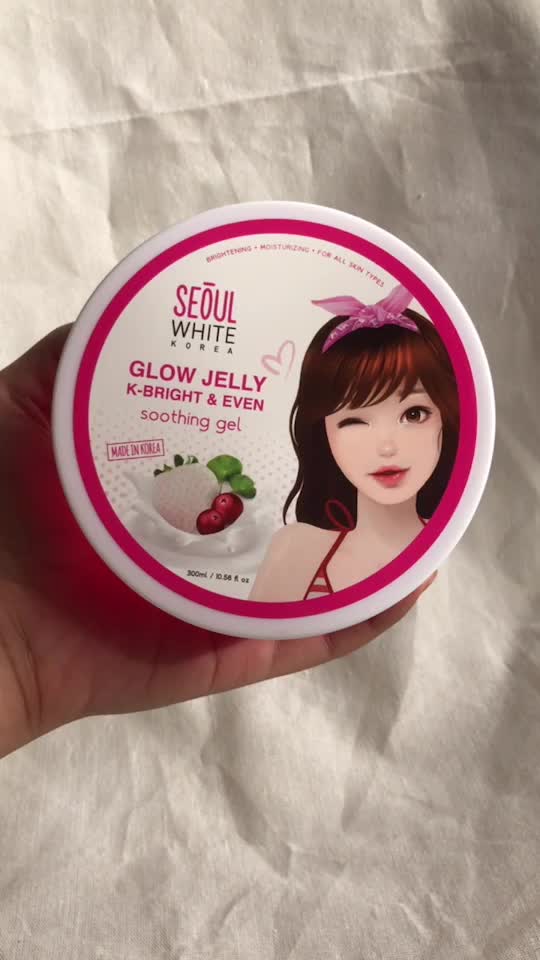 BRIGHTENING • MOISTURIZING • FOR ALL SKIN TYPES
SEŌUL
WHITE
KOREA
GLOW JELLY
K-BRIGHT & EVEN
soothing gel
MADE IN KOREA
300ml / 10.56 fl oz